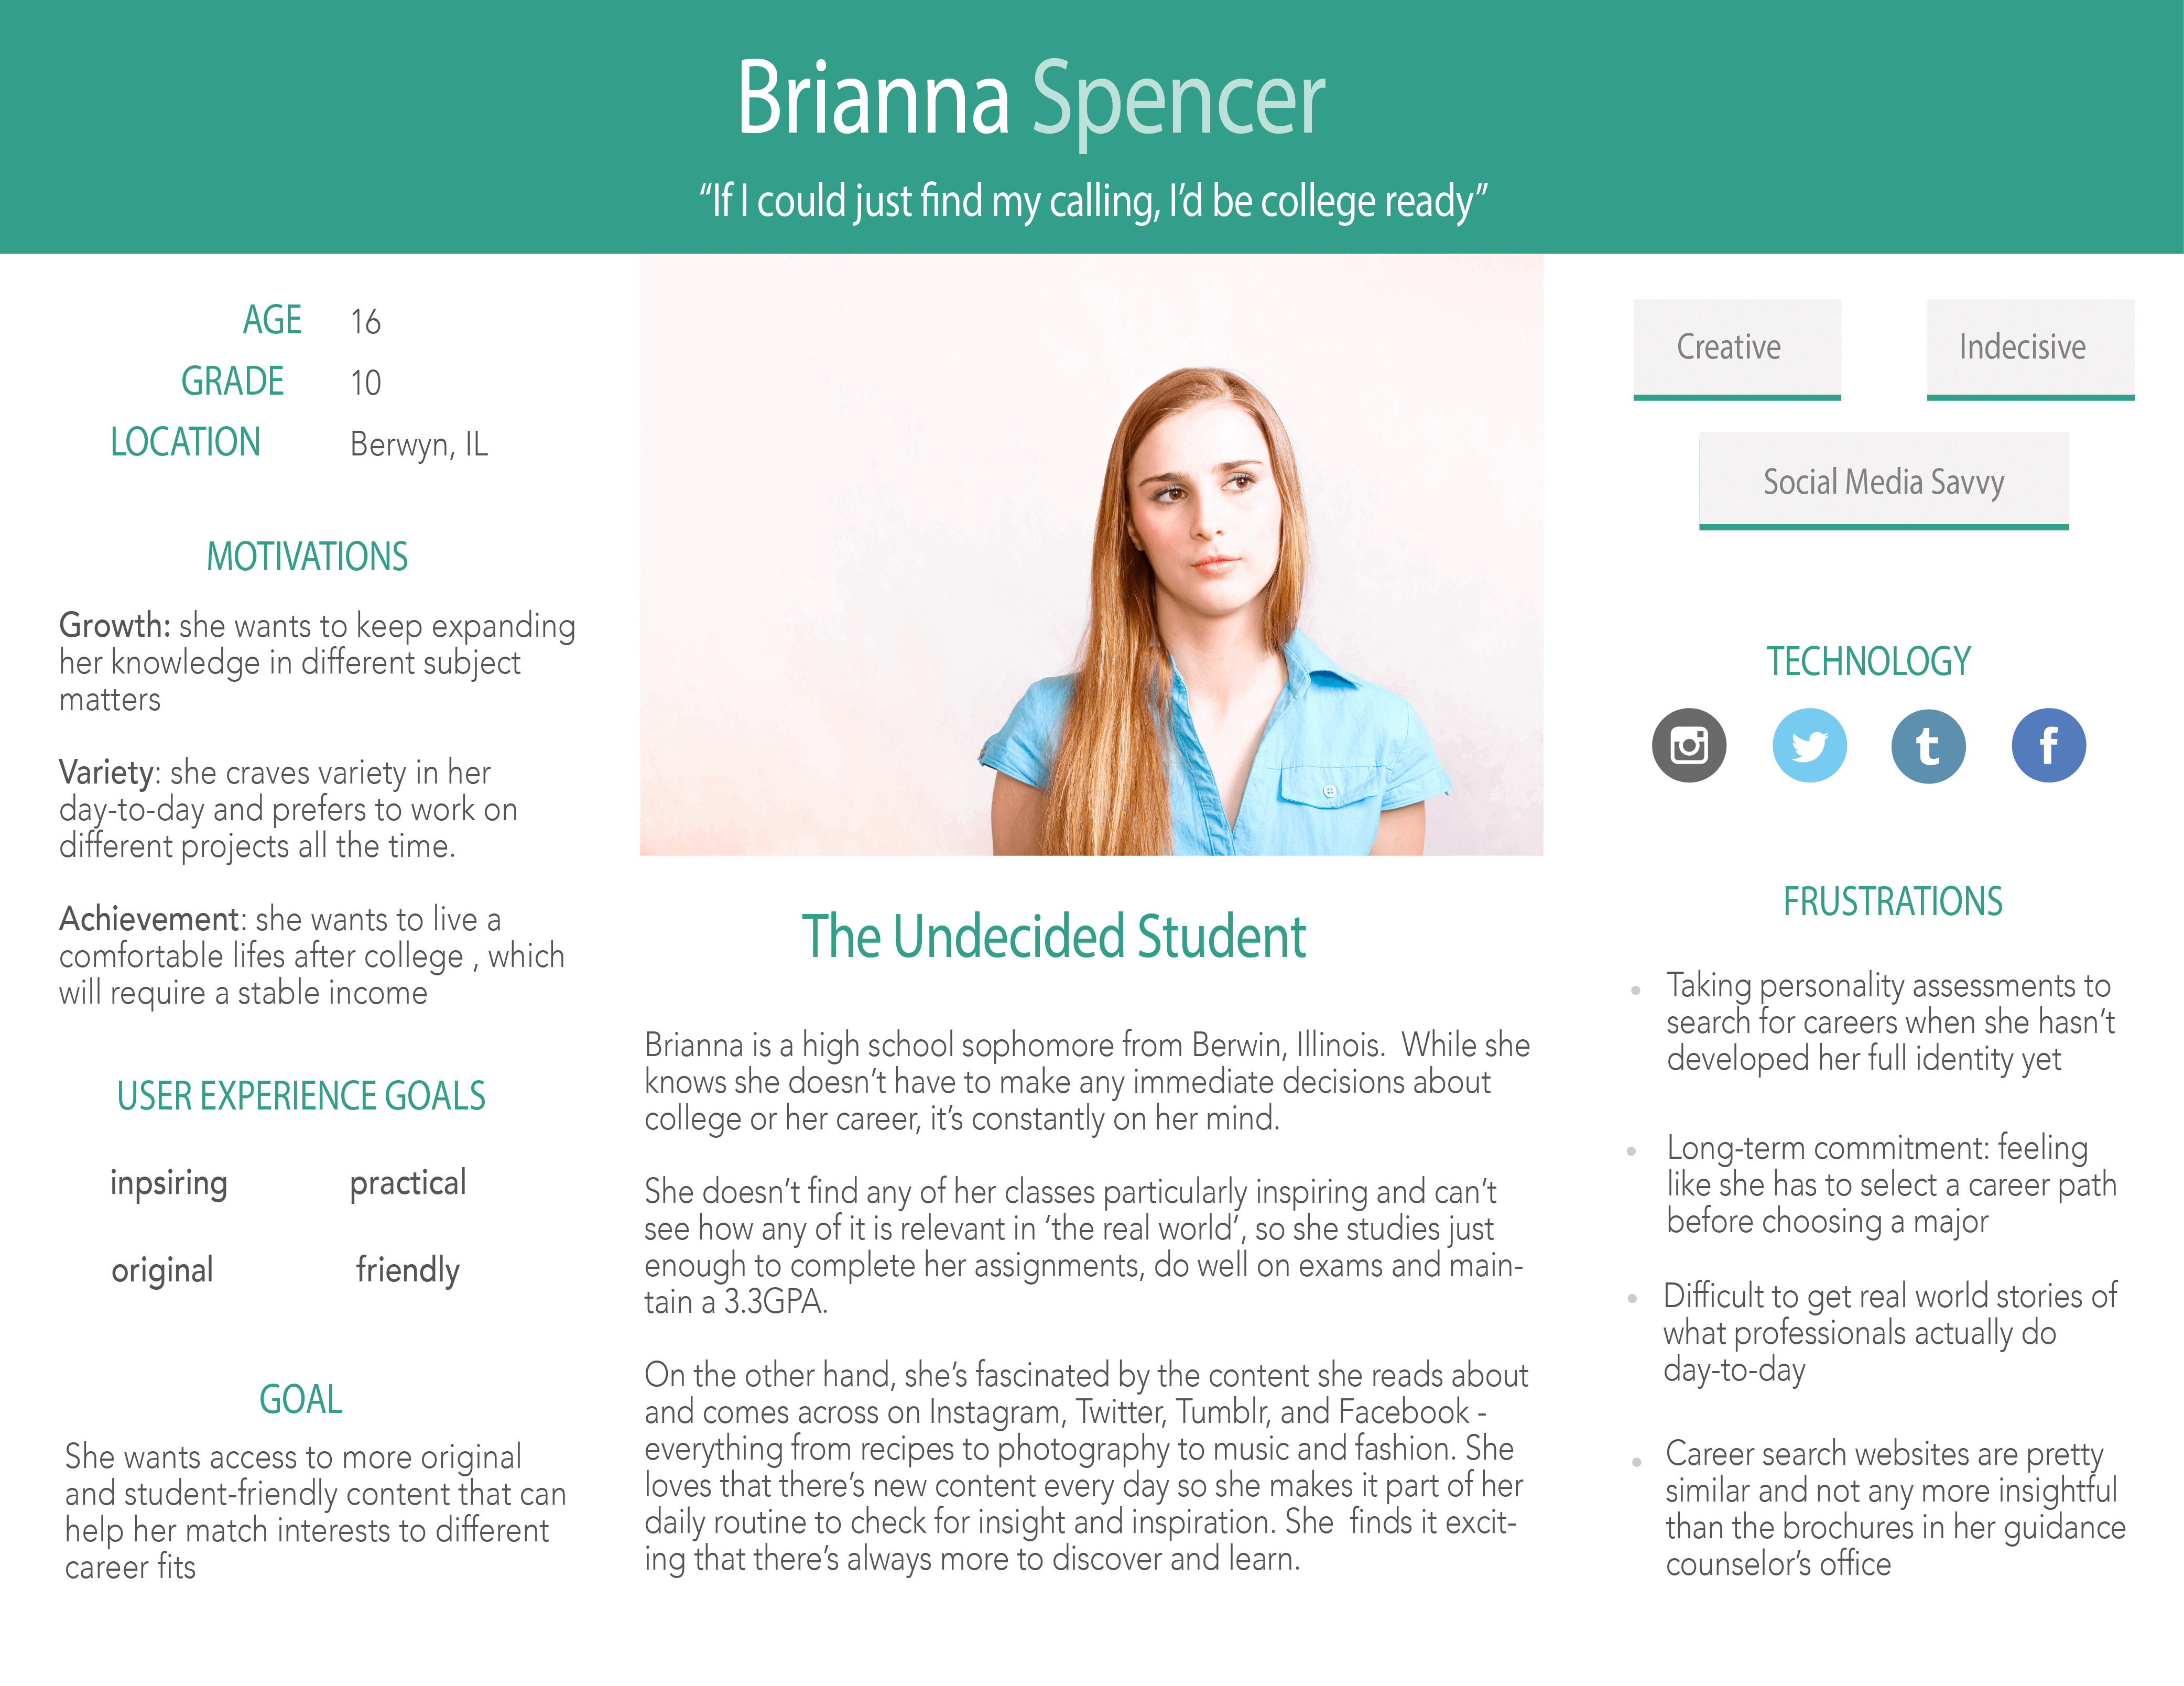 Brianna Spencer
“If I could just find my calling, I’d be college ready”
AGE 16
GRADE 10
LOCATION Berwyn, IL
MOTIVATIONS
Growth: she wants to keep expanding
her knowledge in different subject
matters
Variety: she craves variety in her
day-to-day and prefers to work on
different projects all the time.
Achievement: she wants to live a
comfortable lifes after college , which
will require a stable income
USER EXPERIENCE GOALS
inpsiring practical
original friendly
GOAL
She wants access to more original
and student-friendly content that can
help her match interests to different
career fits
The Undecided Student
Brianna is a high school sophomore from Berwin, Illinois.  While she
knows she doesn’t have to make any immediate decisions about
college or her career, it’s constantly on her mind.
She doesn’t find any of her classes particularly inspiring and can’t
see how any of it is relevant in ‘the real world’, so she studies just
enough to complete her assignments, do well on exams and main-
tain a 3.3GPA.
On the other hand, she’s fascinated by the content she reads about
and comes across on Instagram, Twitter, Tumblr, and Facebook -
everything from recipes to photography to music and fashion. She
loves that there’s new content every day so she makes it part of her
daily routine to check for insight and inspiration. She  finds it excit-
ing that there’s always more to discover and learn.
Creative Indecisive
Social Media Savvy
TECHNOLOGY
t f
FRUSTRATIONS
• Taking personality assessments to
search for careers when she hasn’t
developed her full identity yet
• Long-term commitment: feeling
like she has to select a career path
before choosing a major
• Difficult to get real world stories of
what professionals actually do
day-to-day
• Career search websites are pretty
similar and not any more insightful
than the brochures in her guidance
counselor’s office